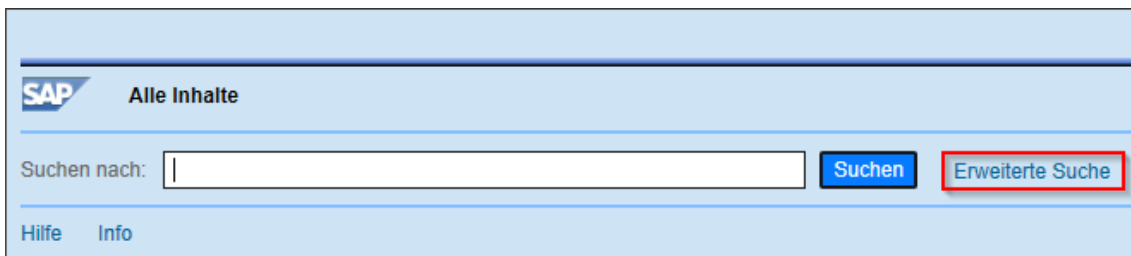 SAP Alle Inhalte
Suchen nach: Suchen Erweiterte Suche
Hilfe Info